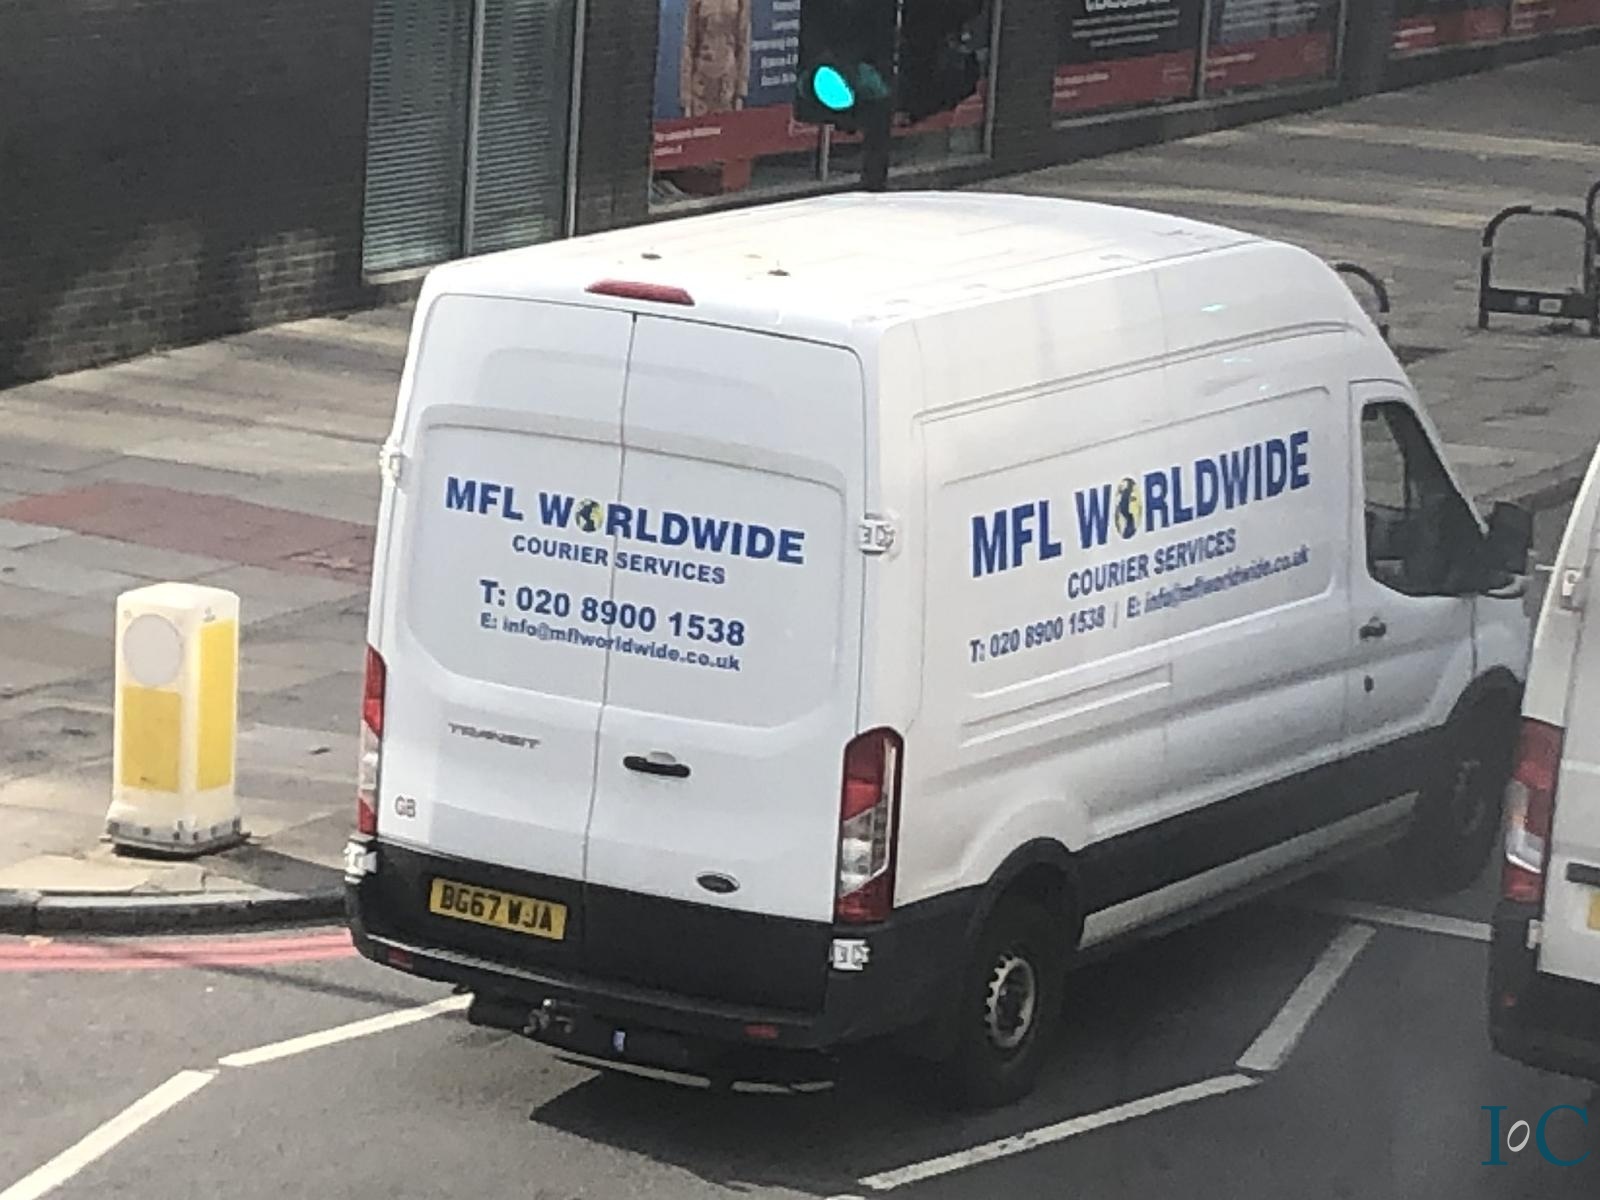 MFL WORLDWIDE
COURIER SERVICES
T: 020 8900 1538
E: info@mflworldwide.co.uk
TRANSIT
GB
BG67 WJA
MFL WORLDWIDE
COURIER SERVICES
T: 020 8900 1538 | E: info@mflworldwide.co.uk
IoC